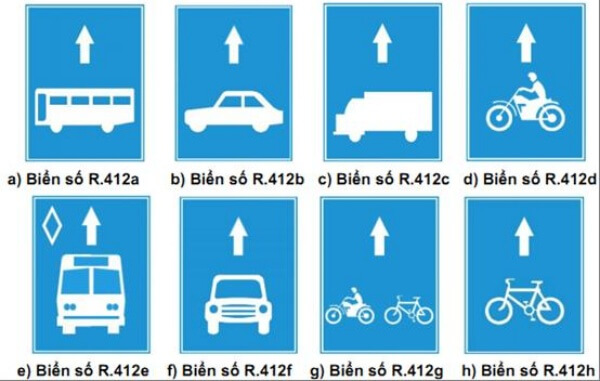 a) Biển số R.412a
b) Biển số R.412b
c) Biển số R.412c
d) Biển số R.412d
e) Biển số R.412e
f) Biển số R.412f
g) Biển số R.412g
h) Biển số R.412h